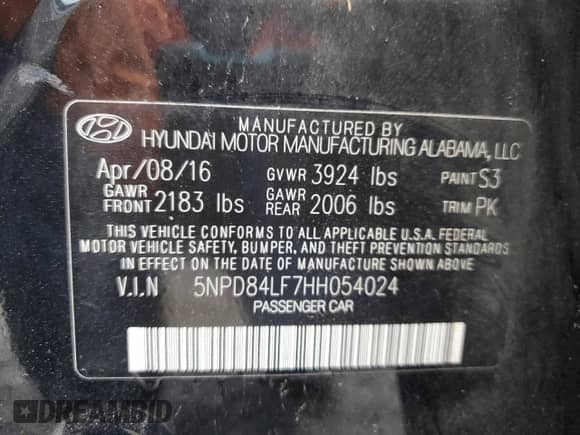 MANUFACTURED BY
HYUNDAI MOTOR MANUFACTURING ALABAMA, LLC
Apr/08/16 GVWR 3924 lbs PAINT S3
GAWR FRONT 2183 lbs GAWR REAR 2006 lbs TRIM PK
THIS VEHICLE CONFORMS TO ALL APPLICABLE U.S.A. FEDERAL
MOTOR VEHICLE SAFETY, BUMPER, AND THEFT PREVENTION STANDARDS
IN EFFECT ON THE DATE OF MANUFACTURE SHOWN ABOVE
V.I.N 5NPD84LF7HH054024
PASSENGER CAR
DREAMBID